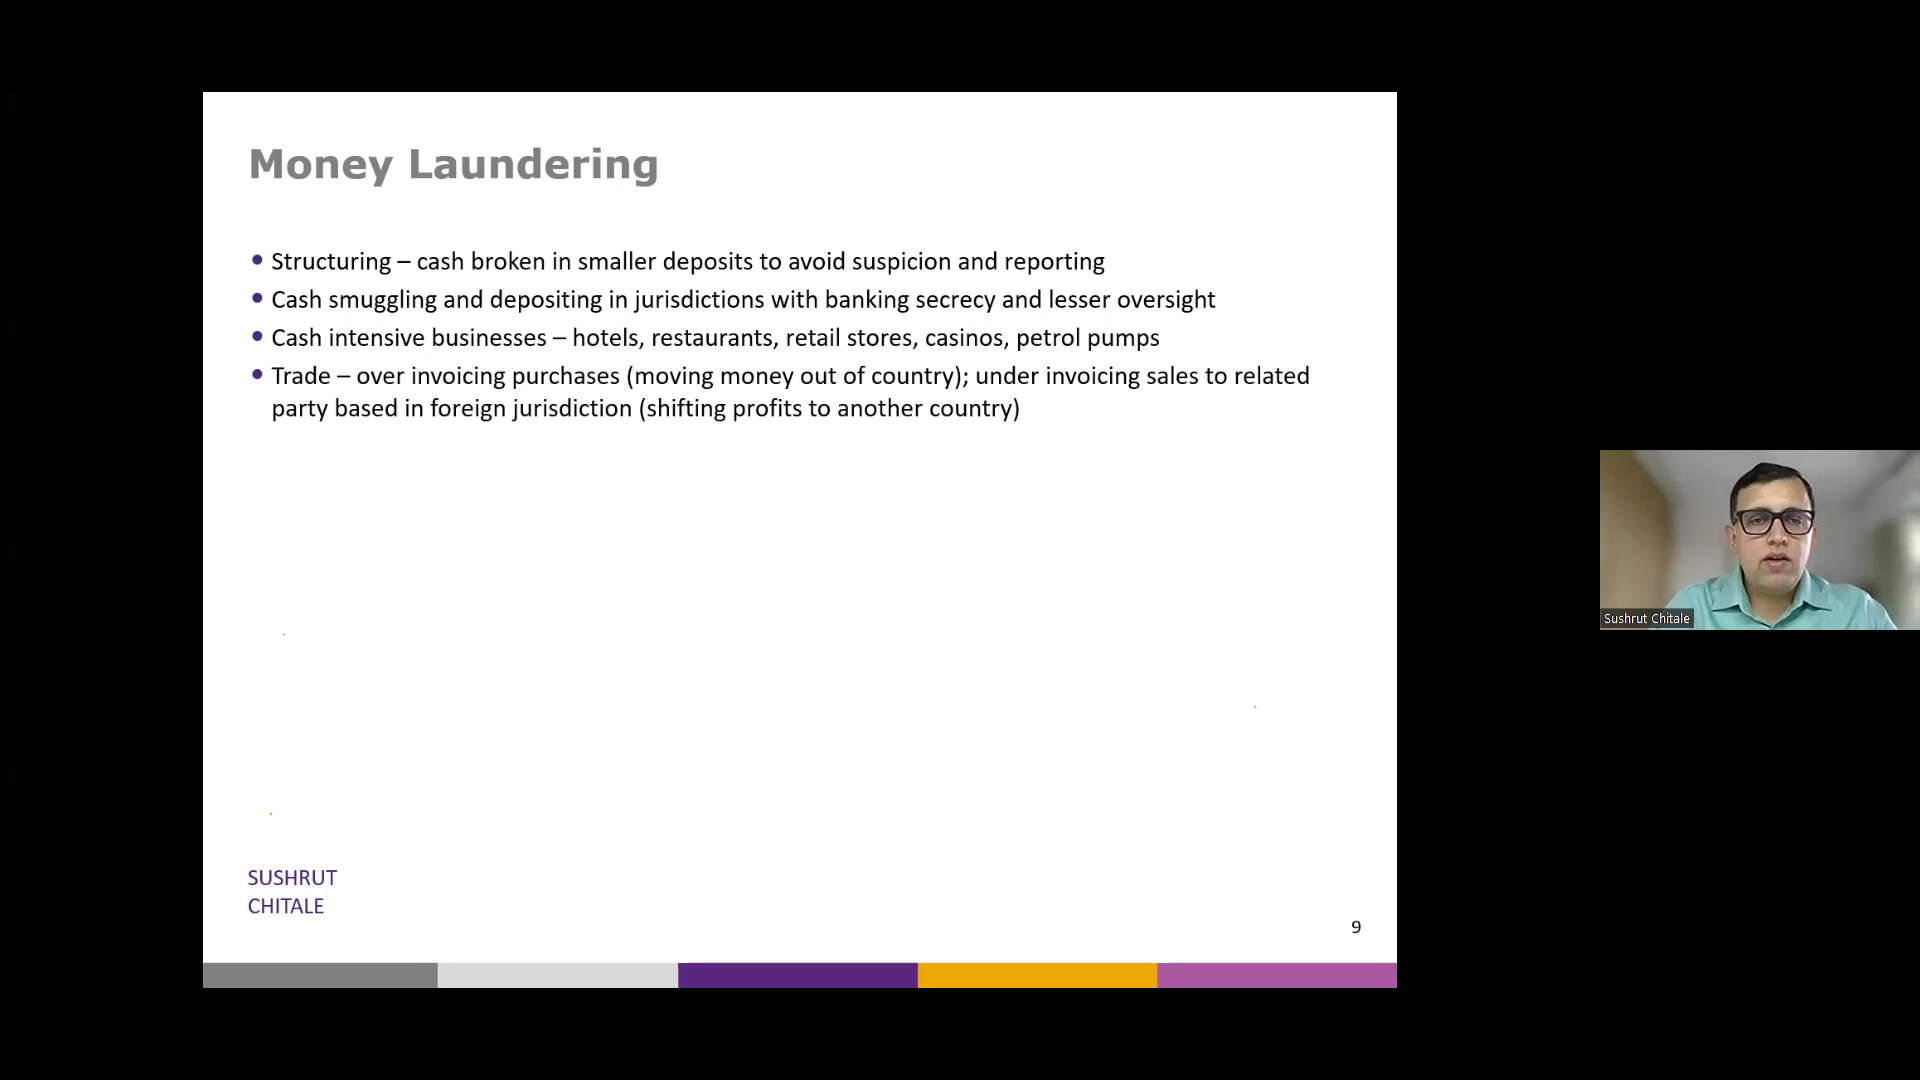 Money Laundering
• Structuring – cash broken in smaller deposits to avoid suspicion and reporting
• Cash smuggling and depositing in jurisdictions with banking secrecy and lesser oversight
• Cash intensive businesses – hotels, restaurants, retail stores, casinos, petrol pumps
• Trade – over invoicing purchases (moving money out of country); under invoicing sales to related
party based in foreign jurisdiction (shifting profits to another country)
Sushrut Chitale
SUSHRUT
CHITALE
9